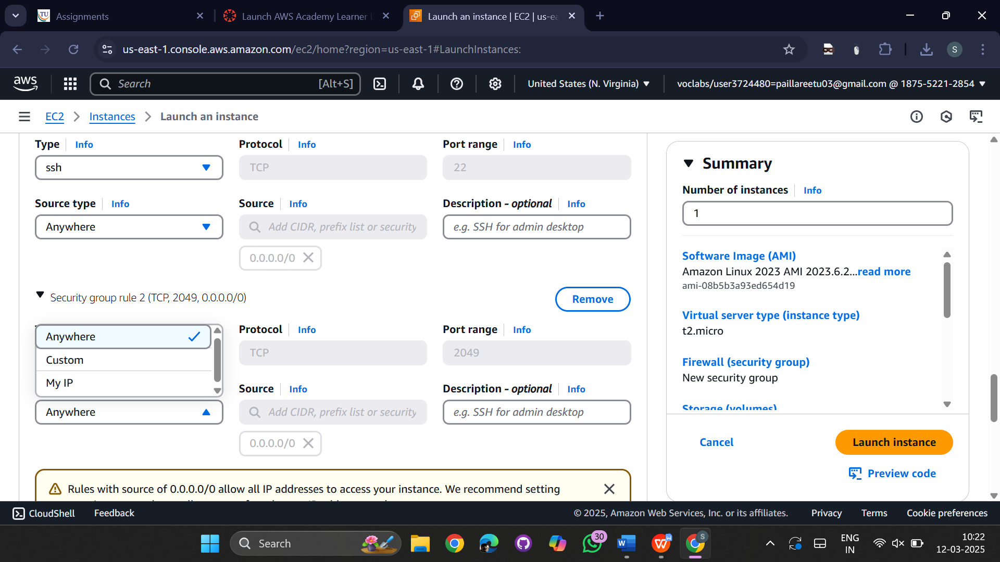 Assignments
Launch AWS Academy Learner
Launch an instance | EC2 | us-ea
us-east-1.console.aws.amazon.com/ec2/home?region=us-east-1#LaunchInstances:
S
aws
Search
[Alt+S]
United States (N. Virginia)
voclabs/user3724480=paillareetu03@gmail.com @ 1875-5221-2854
EC2
Instances
Launch an instance
Type Info
Protocol Info
Port range Info
ssh
TCP
22
Source type Info
Source Info
Description - optional Info
Anywhere
Add CIDR, prefix list or security
e.g. SSH for admin desktop
0.0.0.0/0
Security group rule 2 (TCP, 2049, 0.0.0.0/0)
Remove
Anywhere
Custom
My IP
Protocol Info
Port range Info
TCP
2049
Source Info
Description - optional Info
Anywhere
Add CIDR, prefix list or security
e.g. SSH for admin desktop
0.0.0.0/0
Rules with source of 0.0.0.0/0 allow all IP addresses to access your instance. We recommend setting
Summary
Number of instances Info
1
Software Image (AMI)
Amazon Linux 2023 AMI 2023.6.2...read more
ami-08b5b3a93ed654d19
Virtual server type (instance type)
t2.micro
Firewall (security group)
New security group
Storage (volumes)
Cancel
Launch instance
Preview code
CloudShell
Feedback
© 2025, Amazon Web Services, Inc. or its affiliates.
Privacy
Terms
Cookie preferences
Search
30
S
ENG
IN
10:22
12-03-2025